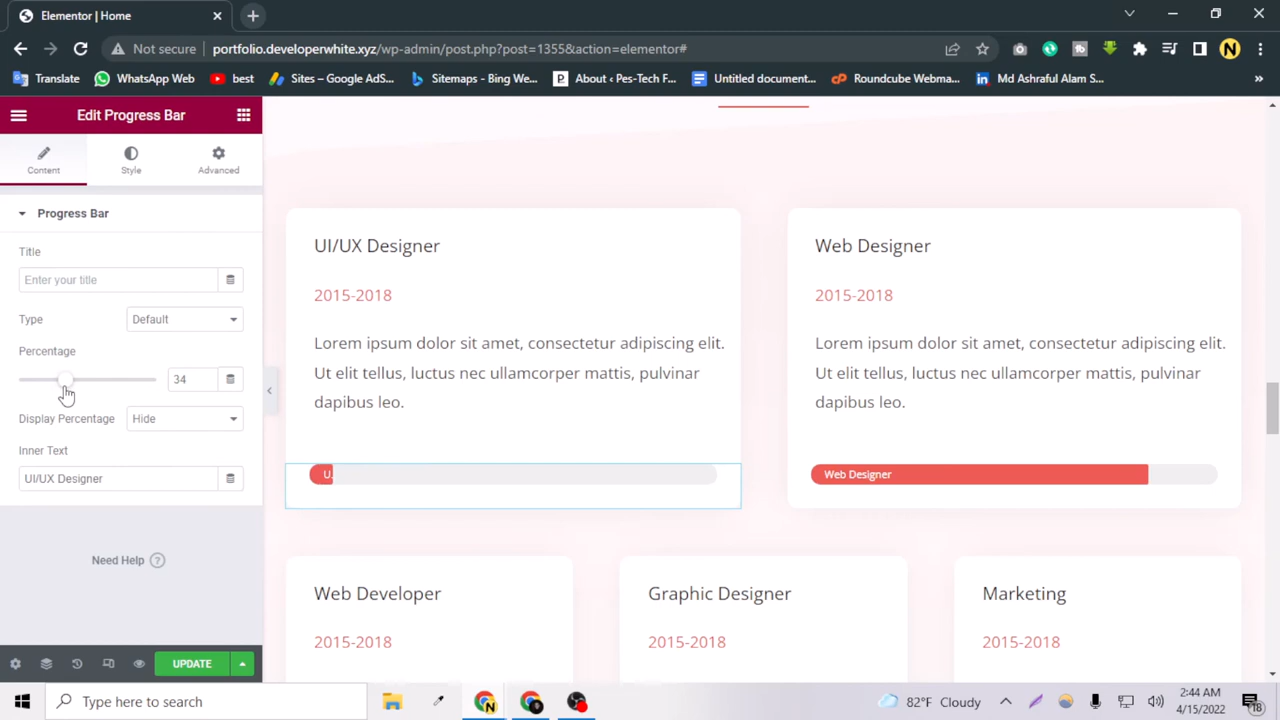 Elementor | Home
Not secure
portfolio.developerwhite.xyz/wp-admin/post.php?post=1355&action=elementor#
N
Translate
WhatsApp Web
best
Sites – Google AdS...
Sitemaps - Bing We...
About ‹ Pes-Tech F...
Untitled document...
Roundcube Webma...
Md Ashraful Alam S...
»
Edit Progress Bar
Content
Style
Advanced
Progress Bar
Title
Enter your title
Type
Default
Percentage
34
Display Percentage
Hide
Inner Text
UI/UX Designer
Need Help ?
UPDATE
UI/UX Designer
2015-2018
Lorem ipsum dolor sit amet, consectetur adipiscing elit.
Ut elit tellus, luctus nec ullamcorper mattis, pulvinar
dapibus leo.
U.
Web Designer
2015-2018
Lorem ipsum dolor sit amet, consectetur adipiscing elit.
Ut elit tellus, luctus nec ullamcorper mattis, pulvinar
dapibus leo.
Web Designer
Web Developer
2015-2018
Graphic Designer
2015-2018
Marketing
2015-2018
Type here to search
82°F Cloudy
2:44 AM
4/15/2022
18